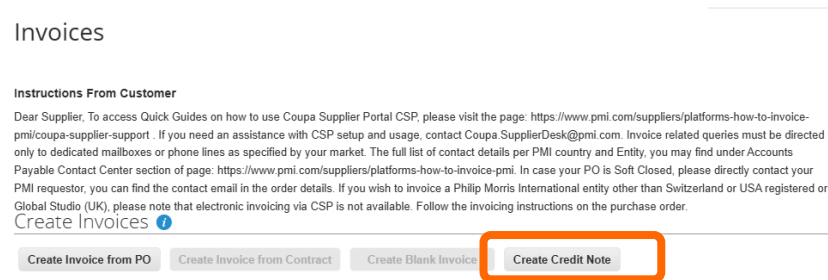 Invoices
Instructions From Customer
Dear Supplier, To access Quick Guides on how to use Coupa Supplier Portal CSP, please visit the page: https://www.pmi.com/suppliers/platforms-how-to-invoice-
pmi/coupa-supplier-support . If you need an assistance with CSP setup and usage, contact Coupa.SupplierDesk@pmi.com. Invoice related queries must be directed
only to dedicated mailboxes or phone lines as specified by your market. The full list of contact details per PMI country and Entity, you may find under Accounts
Payable Contact Center section of page: https://www.pmi.com/suppliers/platforms-how-to-invoice-pmi. In case your PO is Soft Closed, please directly contact your
PMI requestor, you can find the contact email in the order details. If you wish to invoice a Philip Morris International entity other than Switzerland or USA registered or
Global Studio (UK), please note that electronic invoicing via CSP is not available. Follow the invoicing instructions on the purchase order.
Create Invoices i
Create Invoice from PO Create Invoice from Contract Create Blank Invoice Create Credit Note